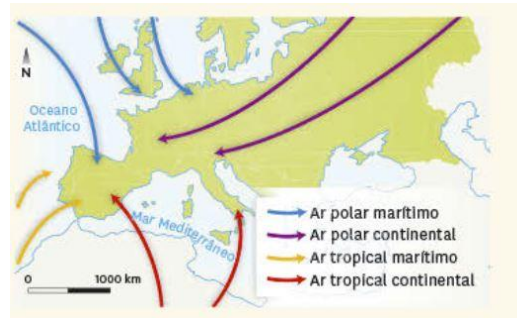 N
Oceano
Atlântico
Mar Mediterrâneo
Ar polar marítimo
Ar polar continental
Ar tropical marítimo
Ar tropical continental
0 1000 km